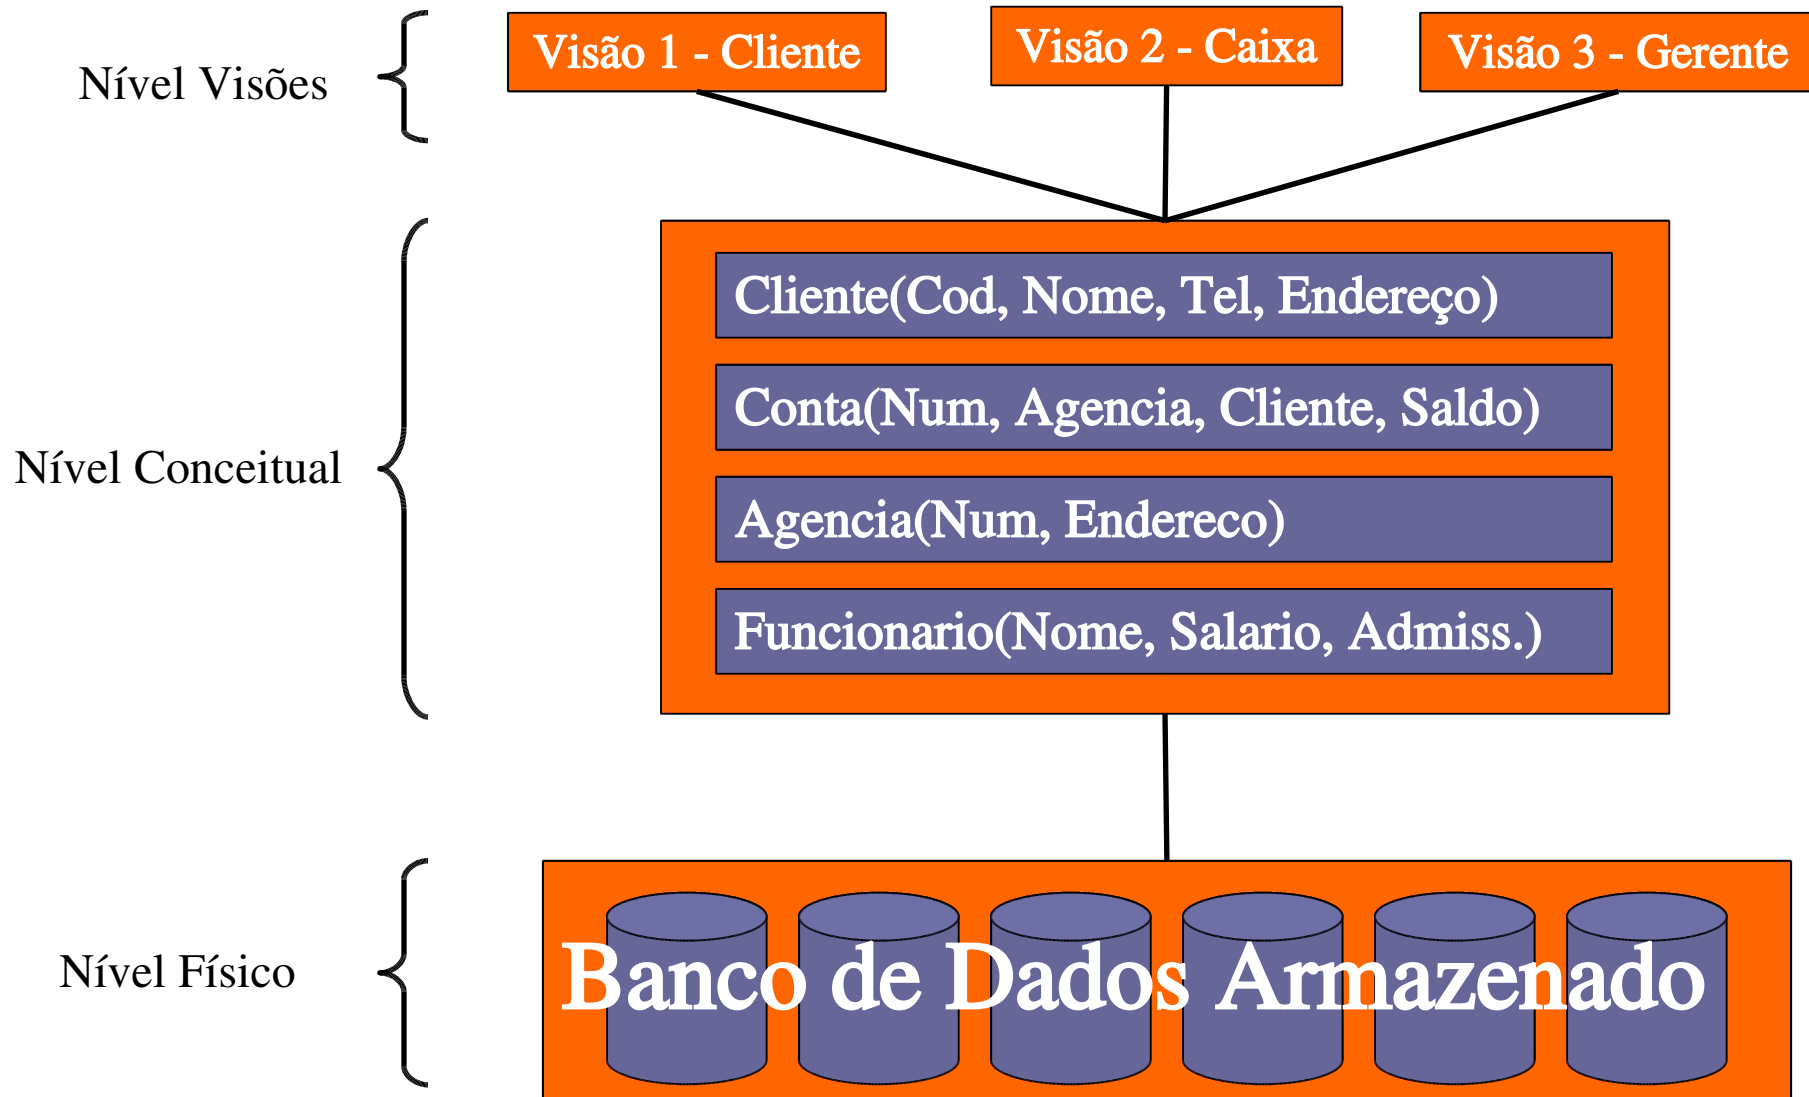 Nível Visões
Visão 1 - Cliente
Visão 2 - Caixa
Visão 3 - Gerente
Nível Conceitual
Cliente(Cod, Nome, Tel, Endereço)
Conta(Num, Agencia, Cliente, Saldo)
Agencia(Num, Endereco)
Funcionario(Nome, Salario, Admiss.)
Nível Físico
Banco de Dados Armazenado